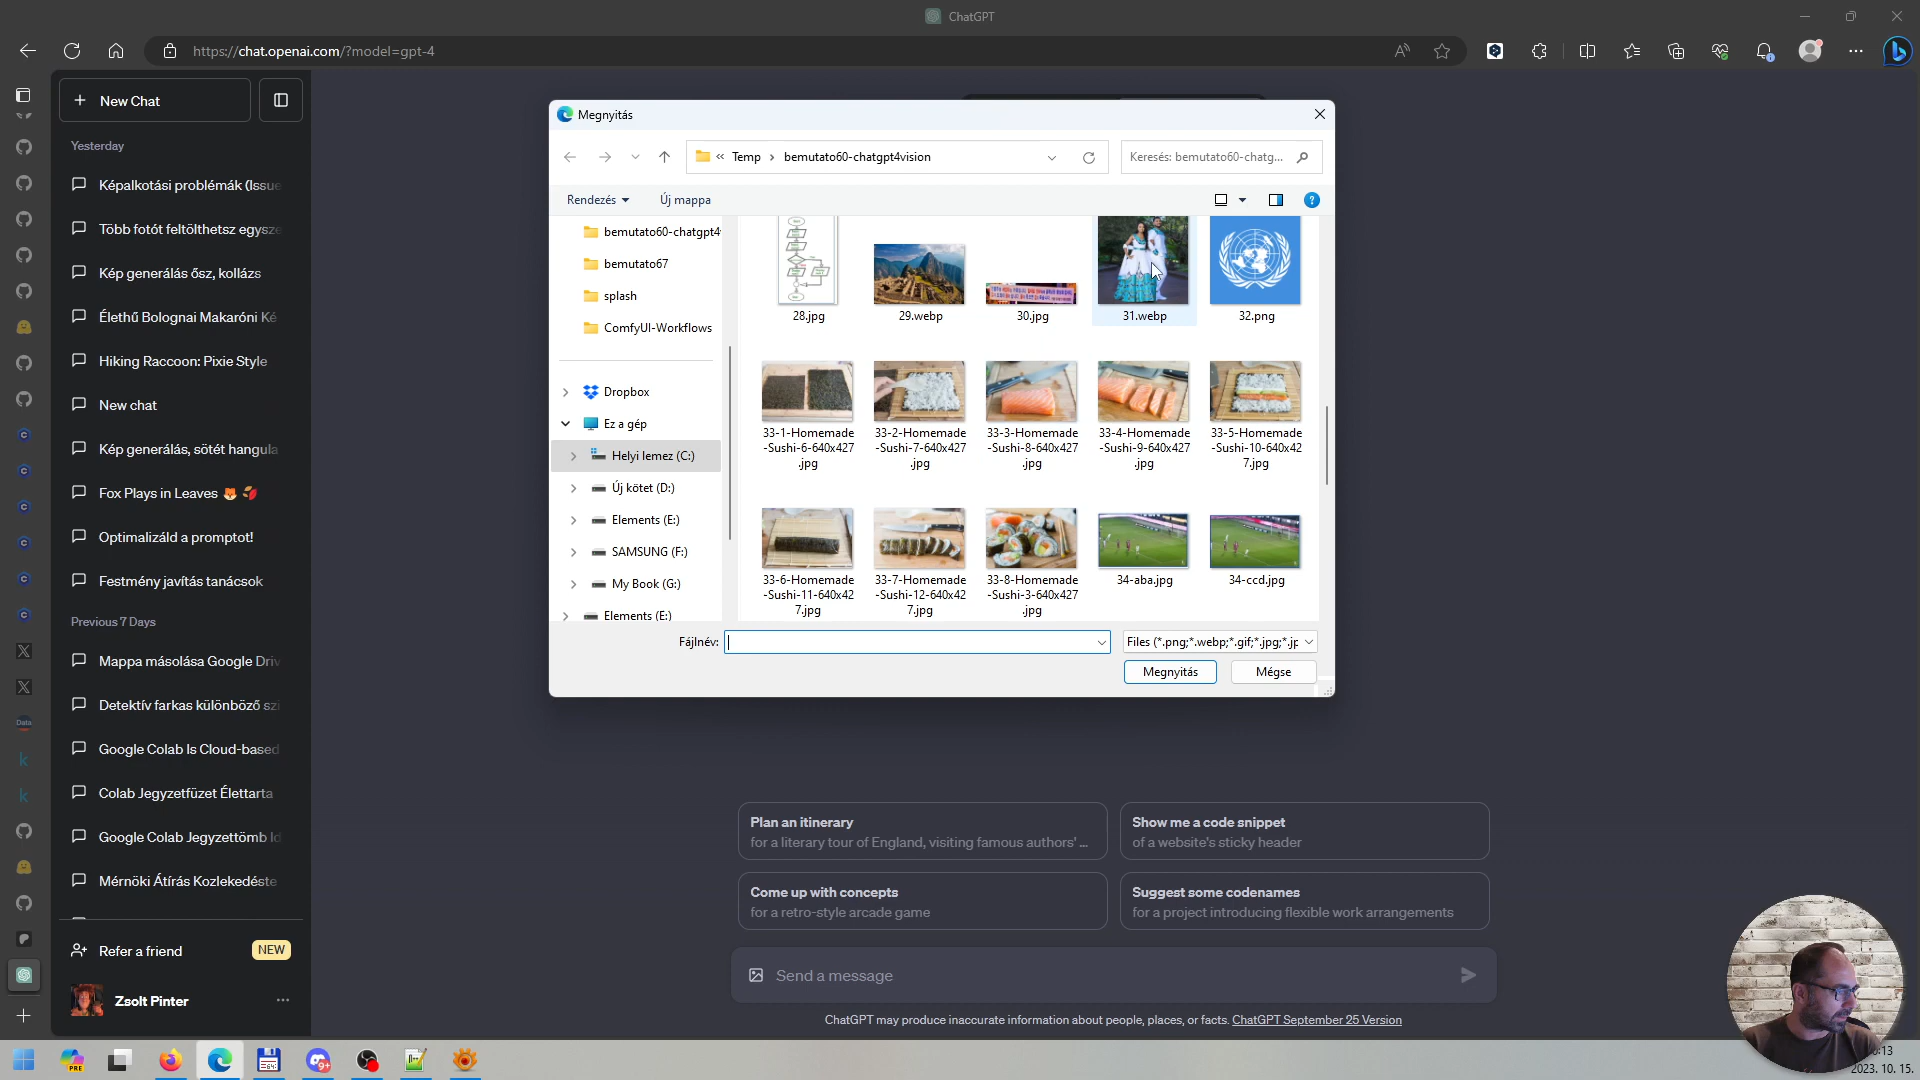 ChatGPT
https://chat.openai.com/?model=gpt-4
New Chat
Yesterday
Képalkotási problémák (Issue
Több fotót feltölthetsz egysze
Kép generálás ősz, kollázs
Élethű Bolognai Makaróni Ké
Hiking Raccoon: Pixie Style
New chat
Kép generálás, sötét hangula
Fox Plays in Leaves 🦊 🍁
Optimalizáld a promptot!
Festmény javítás tanácsok
Previous 7 Days
Mappa másolása Google Driv
Detektív farkas különböző szi
Google Colab Is Cloud-based
Colab Jegyzetfüzet Élettarta
Google Colab Jegyzettömb Id
Mérnöki Átírás Kozlekedéste
Refer a friend
NEW
Zsolt Pinter
Megnyitás
Temp
bemutato60-chatgpt4vision
Keresés: bemutato60-chatg...
Rendezés
Új mappa
bemutato60-chatgpt4
bemutato67
splash
ComfyUI-Workflows
Dropbox
Ez a gép
Helyi lemez (C:)
Új kötet (D:)
Elements (E:)
SAMSUNG (F:)
My Book (G:)
Elements (E:)
28.jpg
29.webp
30.jpg
31.webp
32.png
33-1-Homemade
-Sushi-6-640x427
.jpg
33-2-Homemade
-Sushi-7-640x427
.jpg
33-3-Homemade
-Sushi-8-640x427
.jpg
33-4-Homemade
-Sushi-9-640x427
.jpg
33-5-Homemade
-Sushi-10-640x42
7.jpg
33-6-Homemade
-Sushi-11-640x42
7.jpg
33-7-Homemade
-Sushi-12-640x42
7.jpg
33-8-Homemade
-Sushi-3-640x427
.jpg
34-aba.jpg
34-ccd.jpg
Fájlnév:
Files (*.png;*.webp;*.gif;*.jpg;*.jp
Megnyitás
Mégse
Plan an itinerary
for a literary tour of England, visiting famous authors' ...
Show me a code snippet
of a website's sticky header
Come up with concepts
for a retro-style arcade game
Suggest some codenames
for a project introducing flexible work arrangements
Send a message
ChatGPT may produce inaccurate information about people, places, or facts. ChatGPT September 25 Version
PRE
9+
:13
2023. 10. 15.